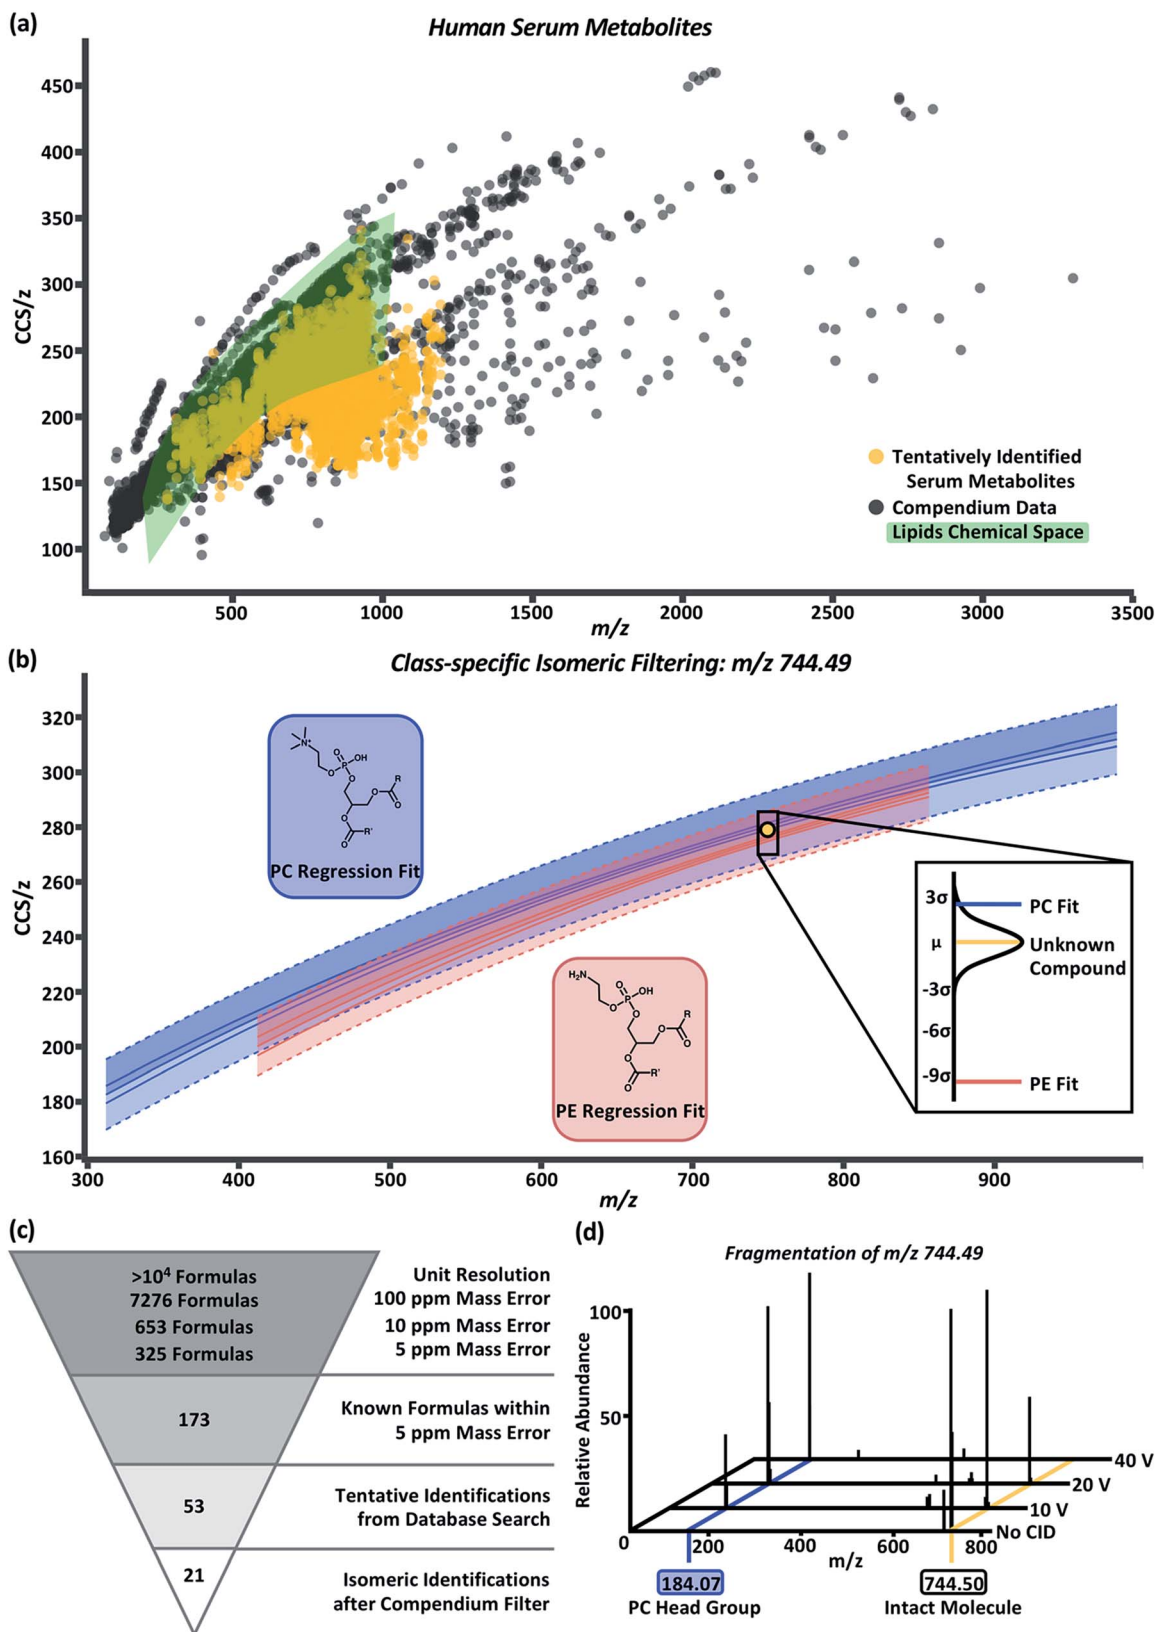 (a)
Human Serum Metabolites
CCS/z
450
400
350
300
250
200
150
100
500
1000
1500
2000
2500
3000
3500
m/z
Tentatively Identified
Serum Metabolites
Compendium Data
Lipids Chemical Space
(b)
Class-specific Isomeric Filtering: m/z 744.49
CCS/z
320
300
280
260
240
220
200
180
160
300
400
500
600
700
800
900
m/z
N+
O
P
OH
O
O
O
R
O
O
R'
O
PC Regression Fit
H₂N
O
P
OH
O
O
O
R
O
O
R'
O
PE Regression Fit
3σ
μ
-3σ
-6σ
-9σ
PC Fit
Unknown
Compound
PE Fit
(c)
>10⁴ Formulas
7276 Formulas
653 Formulas
325 Formulas
Unit Resolution
100 ppm Mass Error
10 ppm Mass Error
5 ppm Mass Error
173
Known Formulas within
5 ppm Mass Error
53
Tentative Identifications
from Database Search
21
Isomeric Identifications
after Compendium Filter
(d)
Fragmentation of m/z 744.49
Relative Abundance
100
50
0
200
400
600
800
m/z
40 V
20 V
10 V
No CID
184.07
PC Head Group
744.50
Intact Molecule